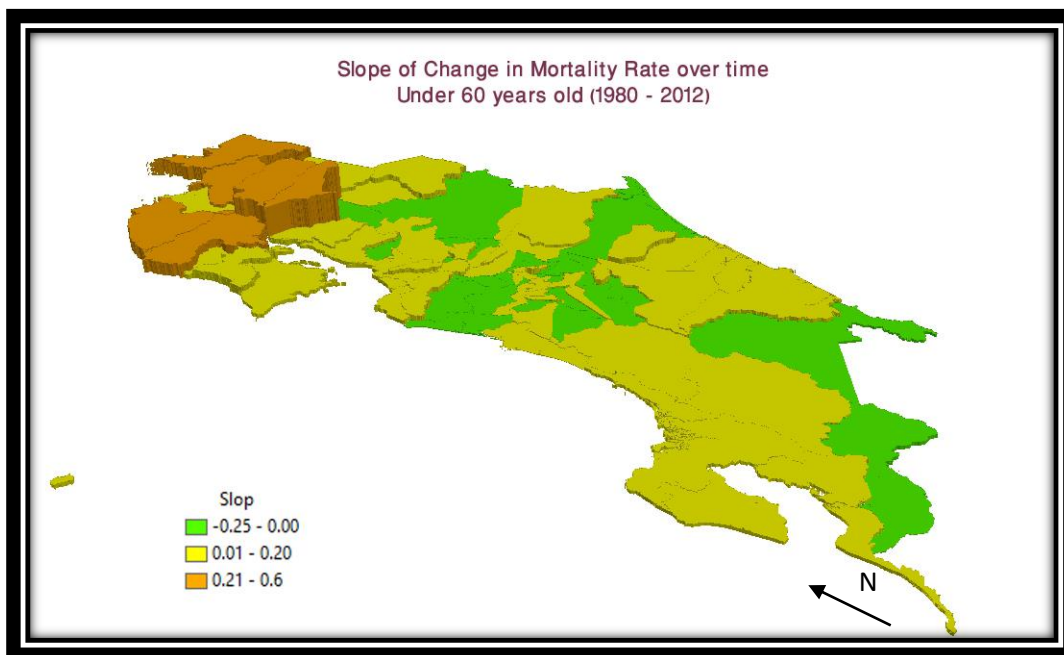 Slope of Change in Mortality Rate over time
Under 60 years old (1980 - 2012)
Slop
-0.25 - 0.00
0.01 - 0.20
0.21 - 0.6
N